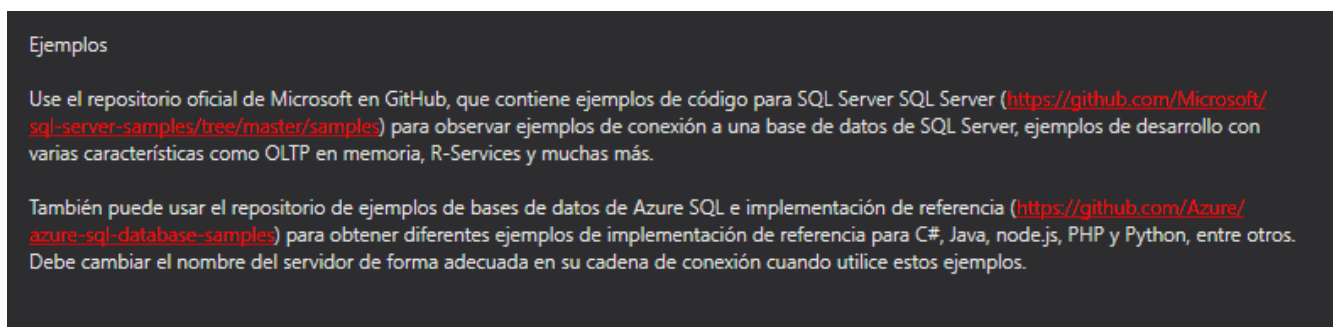 Ejemplos
Use el repositorio oficial de Microsoft en GitHub, que contiene ejemplos de código para SQL Server SQL Server (https://github.com/Microsoft/
sql-server-samples/tree/master/samples) para observar ejemplos de conexión a una base de datos de SQL Server, ejemplos de desarrollo con
varias características como OLTP en memoria, R-Services y muchas más.
También puede usar el repositorio de ejemplos de bases de datos de Azure SQL e implementación de referencia (https://github.com/Azure/
azure-sql-database-samples) para obtener diferentes ejemplos de implementación de referencia para C#, Java, node.js, PHP y Python, entre otros.
Debe cambiar el nombre del servidor de forma adecuada en su cadena de conexión cuando utilice estos ejemplos.